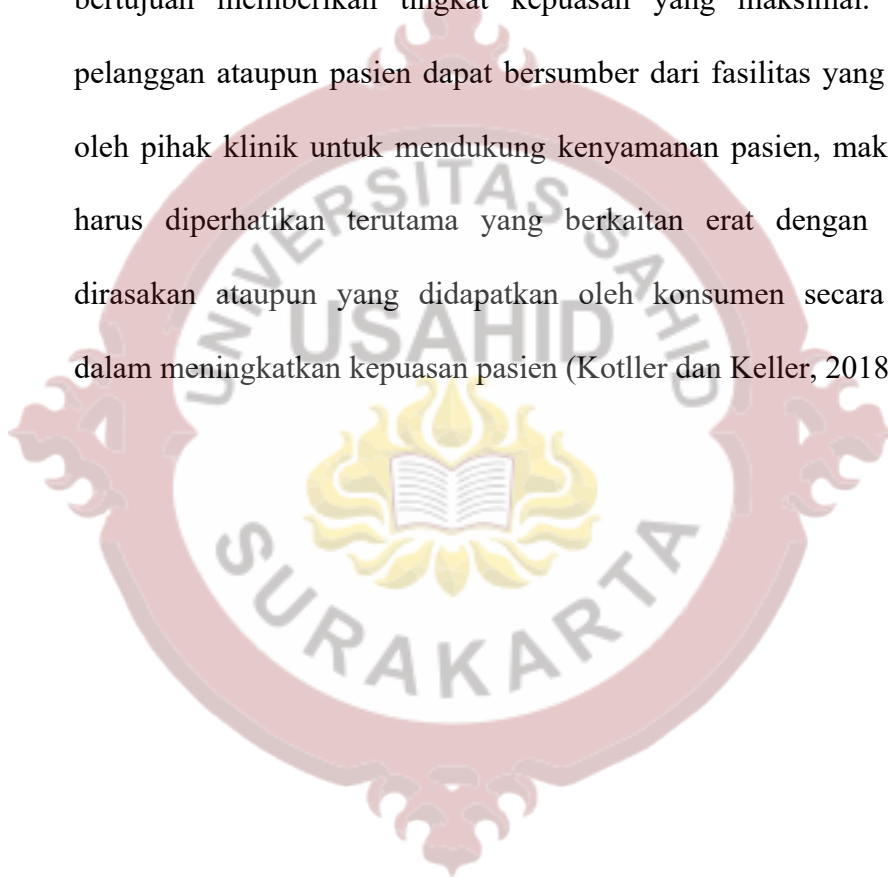 bertujuan memberikan tingkat kepuasan yang maksimal.
pelanggan ataupun pasien dapat bersumber dari fasilitas yang
oleh pihak klinik untuk mendukung kenyamanan pasien, mak
harus diperhatikan terutama yang berkaitan erat dengan
dirasakan ataupun yang didapatkan oleh konsumen secara
dalam meningkatkan kepuasan pasien (Kotller dan Keller, 2018
UNIVERSITAS SAHID
USAHID
SURAKARTA